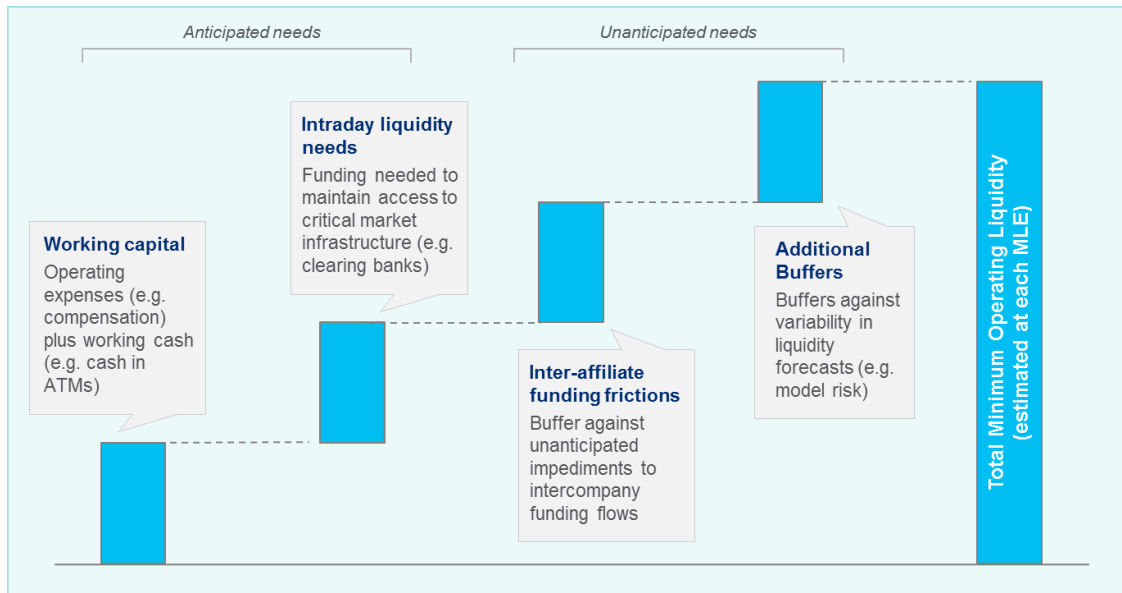 Anticipated needs
Unanticipated needs
Working capital
Operating
expenses (e.g.
compensation)
plus working cash
(e.g. cash in
ATMs)
Intraday liquidity
needs
Funding needed to
maintain access to
critical market
infrastructure (e.g.
clearing banks)
Inter-affiliate
funding frictions
Buffer against
unanticipated
impediments to
intercompany
funding flows
Additional
Buffers
Buffers against
variability in
liquidity
forecasts (e.g.
model risk)
Total Minimum Operating Liquidity
(estimated at each MLE)